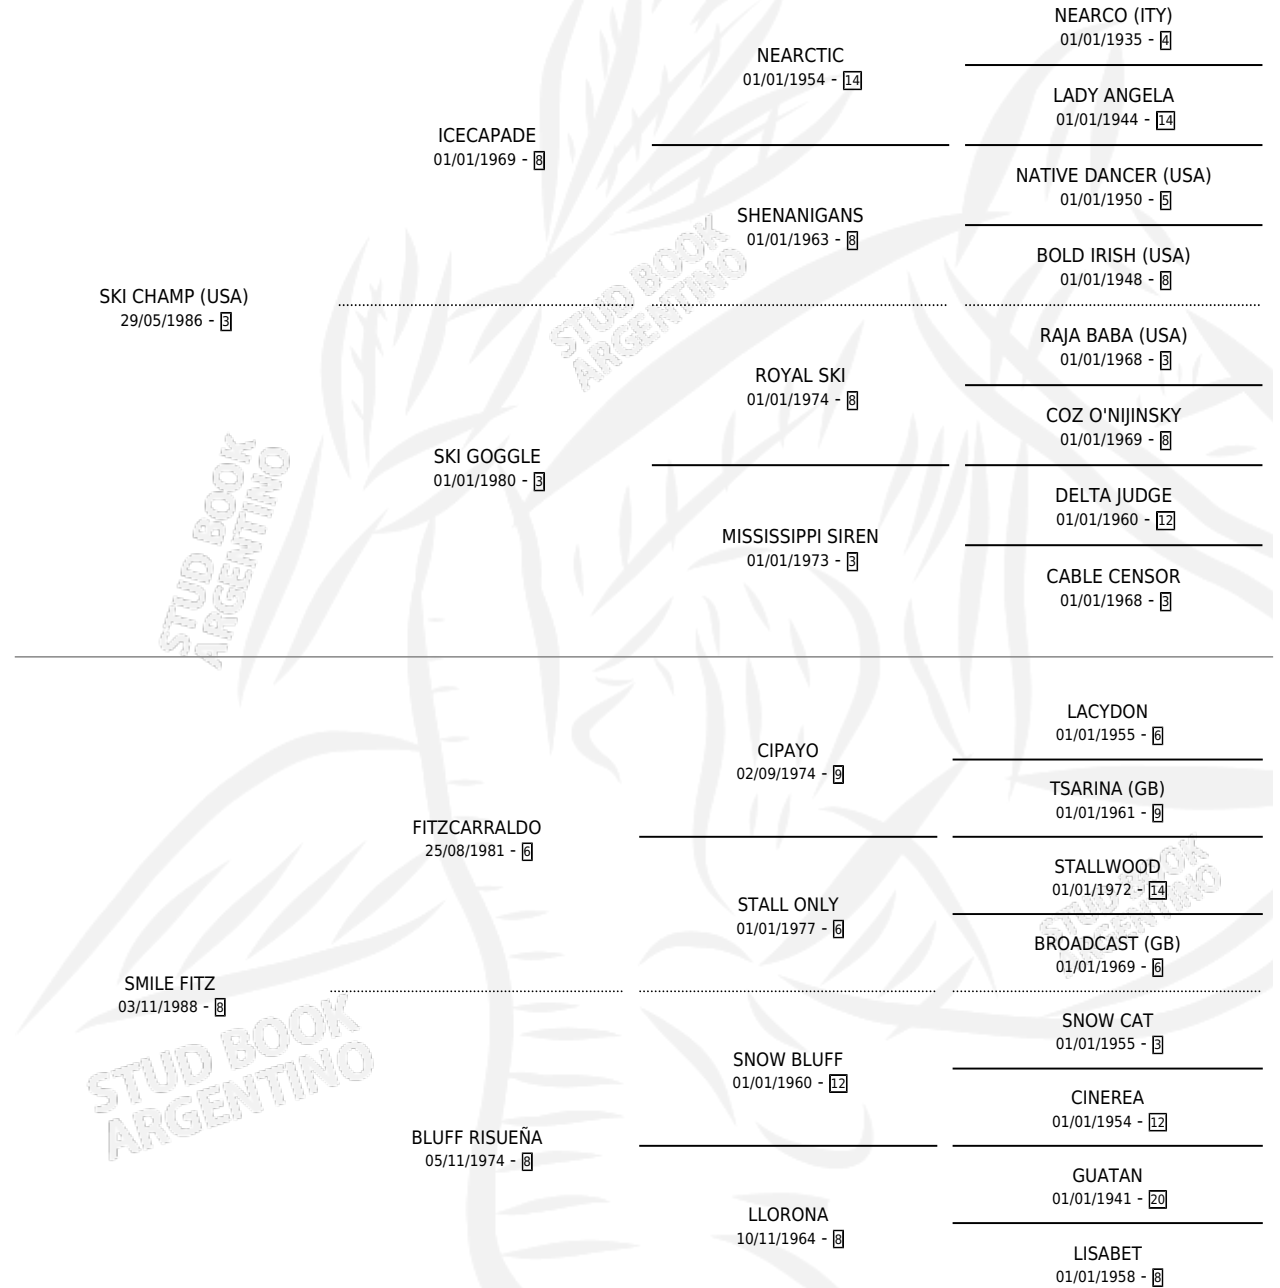 NEARCO (ITY)
01/01/1935 - 4
NEARCTIC
01/01/1954 - 14
LADY ANGELA
01/01/1944 - 14
ICECAPADE
01/01/1969 - 8
NATIVE DANCER (USA)
01/01/1950 - 5
SHENANIGANS
01/01/1963 - 8
BOLD IRISH (USA)
01/01/1948 - 8
SKI CHAMP (USA)
29/05/1986 - 3
RAJA BABA (USA)
01/01/1968 - 3
ROYAL SKI
01/01/1974 - 8
COZ O'NIJINSKY
01/01/1969 - 8
SKI GOGGLE
01/01/1980 - 3
DELTA JUDGE
01/01/1960 - 12
MISSISSIPPI SIREN
01/01/1973 - 3
CABLE CENSOR
01/01/1968 - 3
LACYDON
01/01/1955 - 6
CIPAYO
02/09/1974 - 9
TSARINA (GB)
01/01/1961 - 9
FITZCARRALDO
25/08/1981 - 6
STALLWOOD
01/01/1972 - 14
STALL ONLY
01/01/1977 - 6
BROADCAST (GB)
01/01/1969 - 6
SMILE FITZ
03/11/1988 - 8
SNOW CAT
01/01/1955 - 3
SNOW BLUFF
01/01/1960 - 12
CINEREA
01/01/1954 - 12
BLUFF RISUEÑA
05/11/1974 - 8
GUATAN
01/01/1941 - 20
LLORONA
10/11/1964 - 8
LISABET
01/01/1958 - 8
STUD BOOK
ARGENTINO
STUD BOOK
ARGENTINO
STUD BOOK
ARGENTINO
STUD BOOK
ARGENTINO